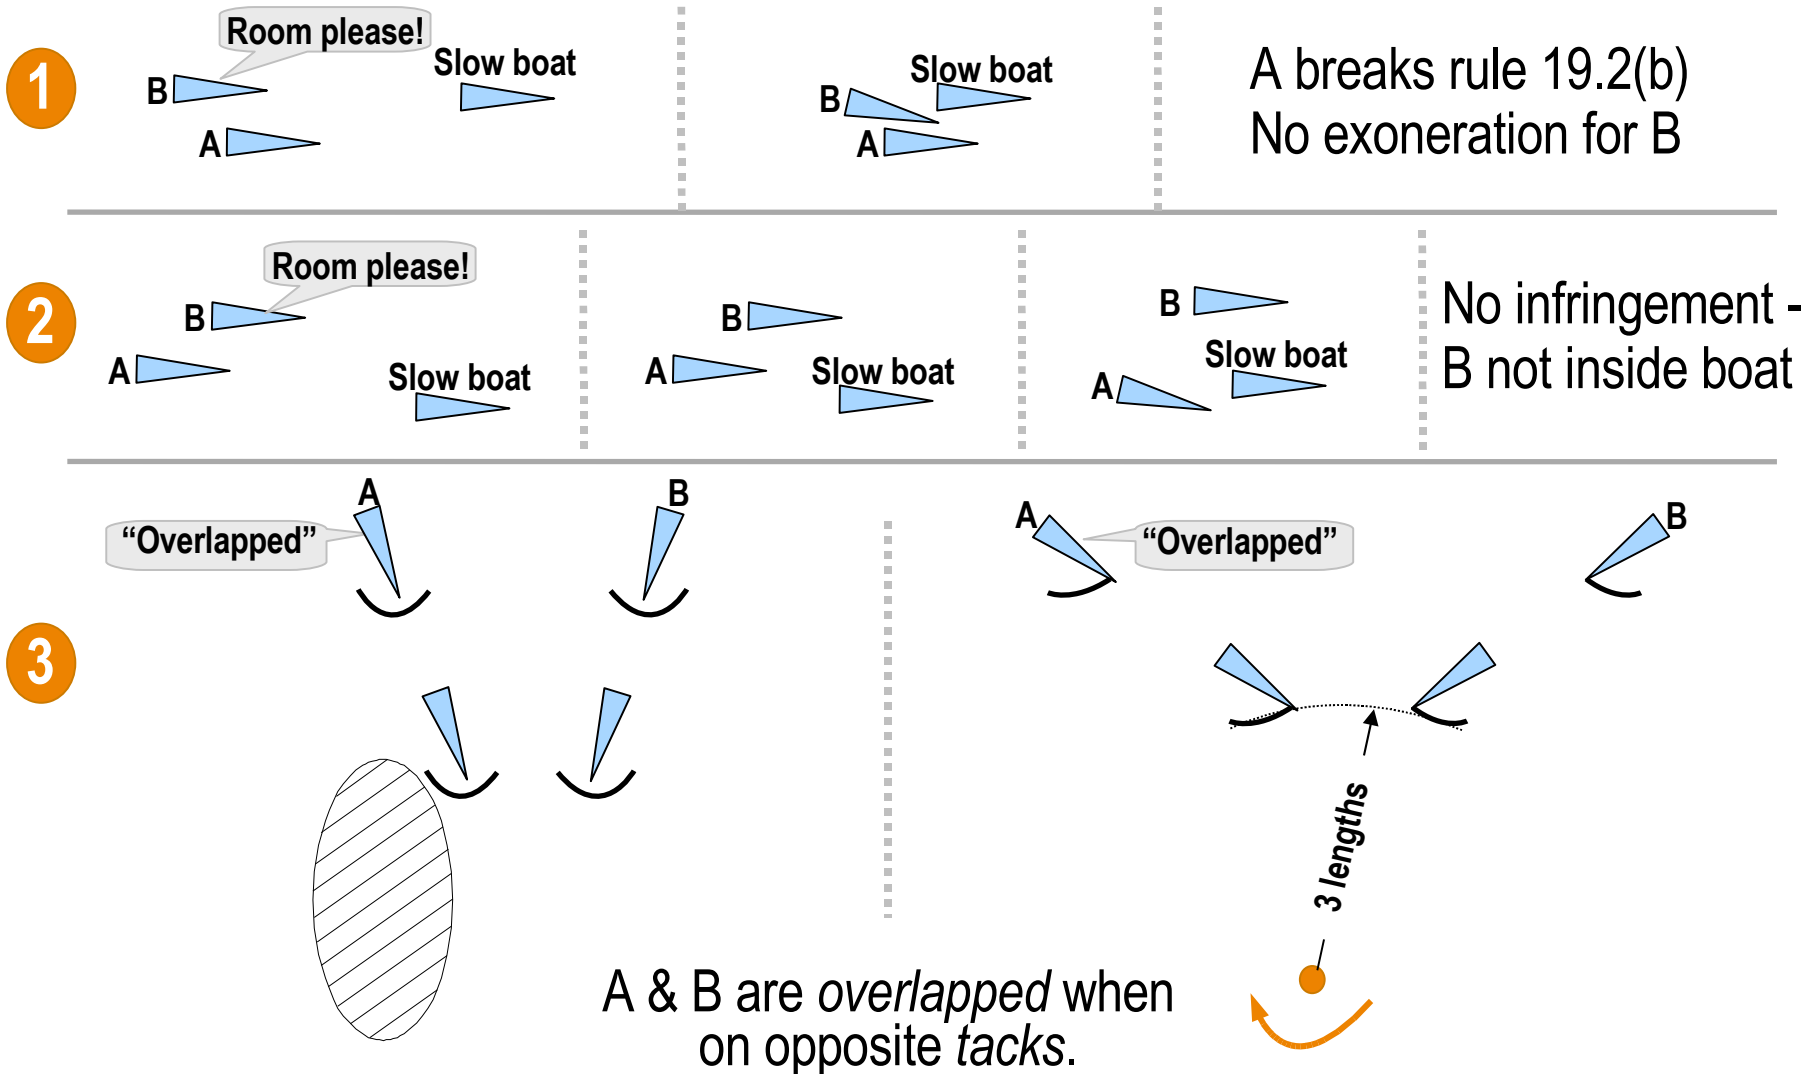 1
Room please!
B
A
Slow boat
B
A
Slow boat
A breaks rule 19.2(b)
No exoneration for B
2
Room please!
B
A
Slow boat
B
A
Slow boat
B
A
Slow boat
No infringement -
B not inside boat
3
A
B
“Overlapped”
A
B
“Overlapped”
3 lengths
A & B are overlapped when
on opposite tacks.